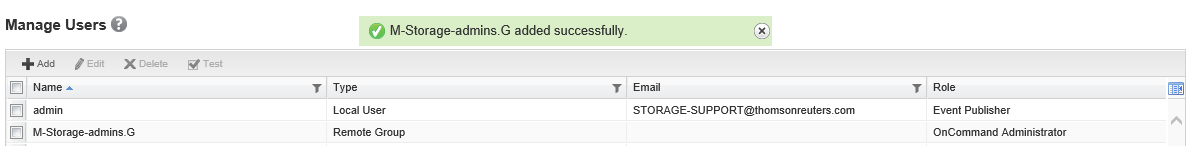 Manage Users ?
M-Storage-admins.G added successfully.
Add Edit Delete Test
Name Type Email Role
admin Local User STORAGE-SUPPORT@thomsonreuters.com Event Publisher
M-Storage-admins.G Remote Group OnCommand Administrator